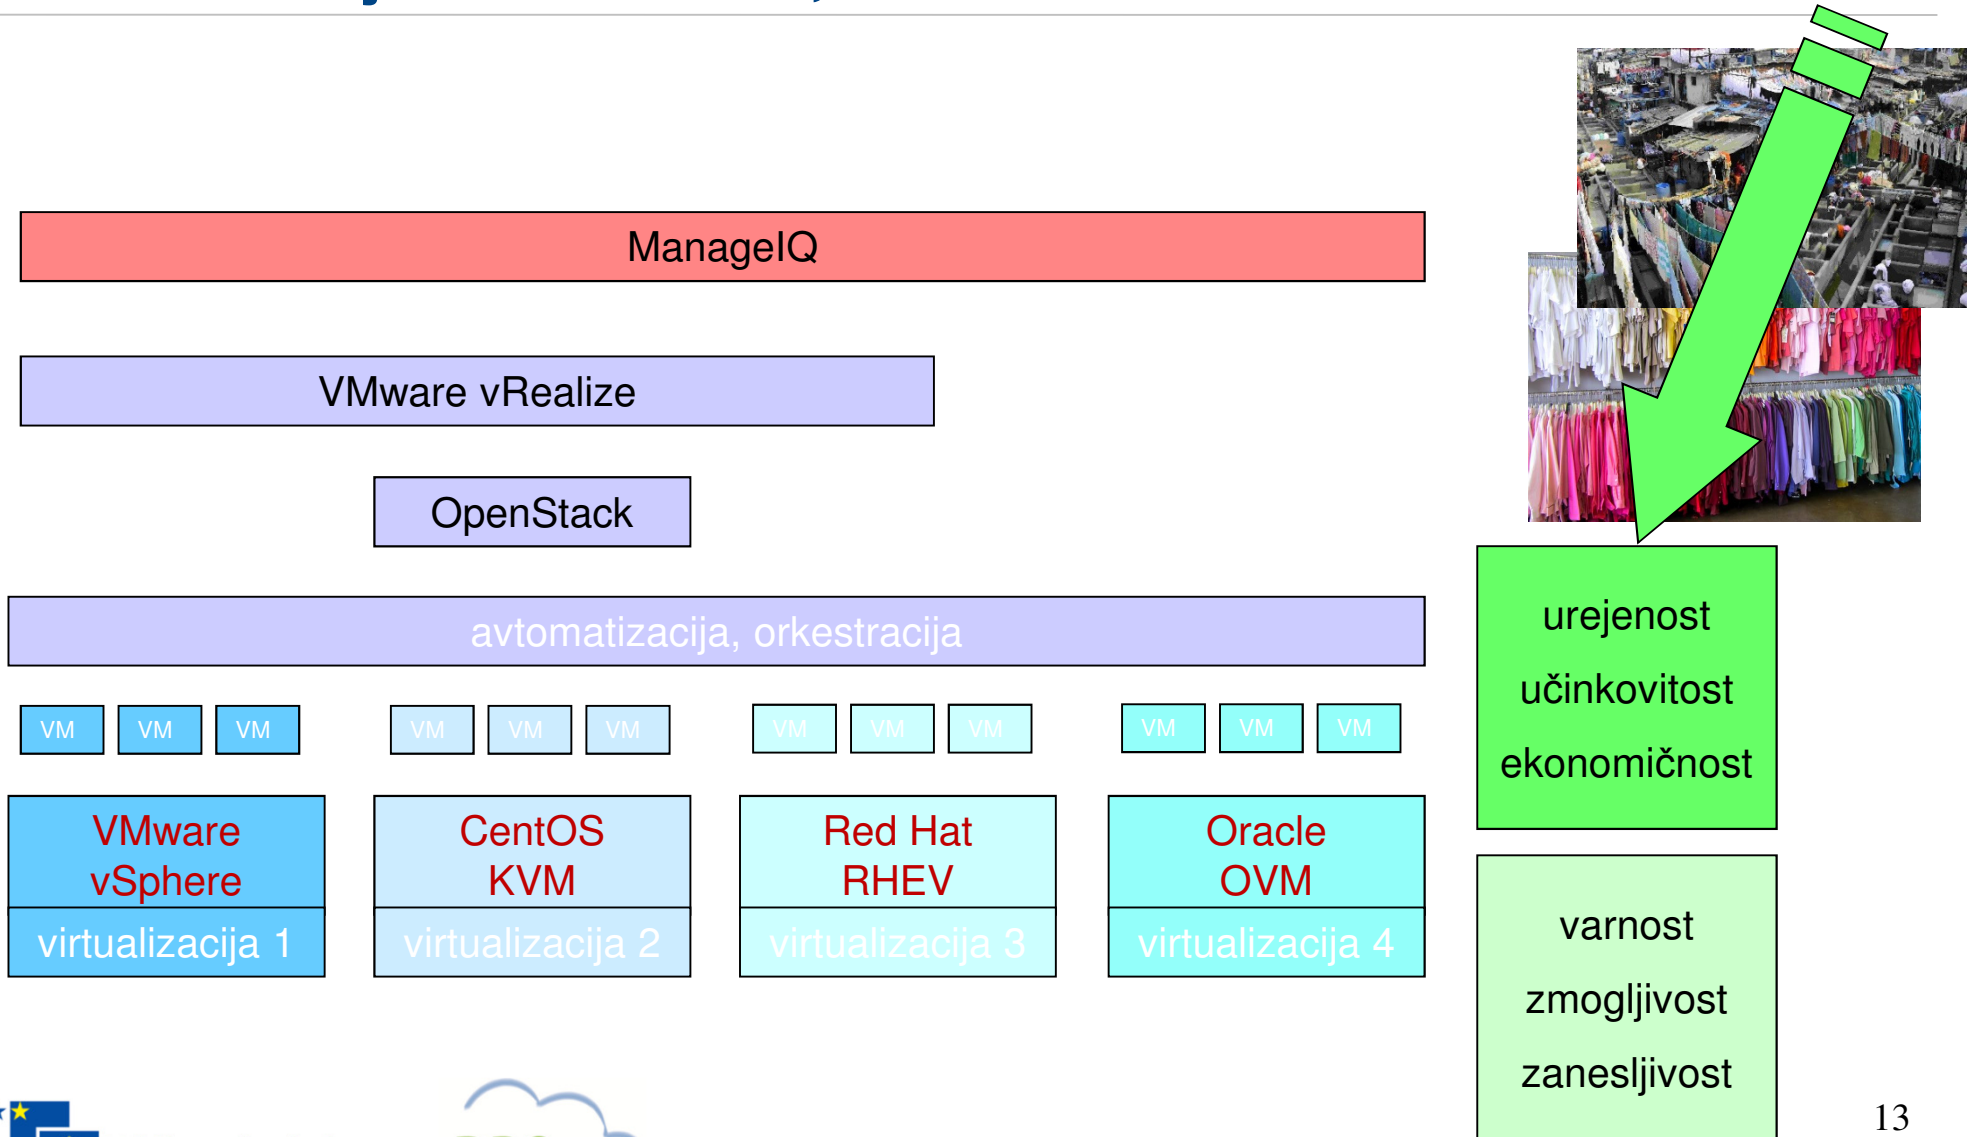 ManageIQ
VMware vRealize
OpenStack
avtomatizacija, orkestracija
VM VM VM VM VM VM VM VM VM VM VM VM
VMware
vSphere
virtualizacija 1
CentOS
KVM
virtualizacija 2
Red Hat
RHEV
virtualizacija 3
Oracle
OVM
virtualizacija 4
urejenost
učinkovitost
ekonomičnost
varnost
zmogljivost
zanesljivost
13